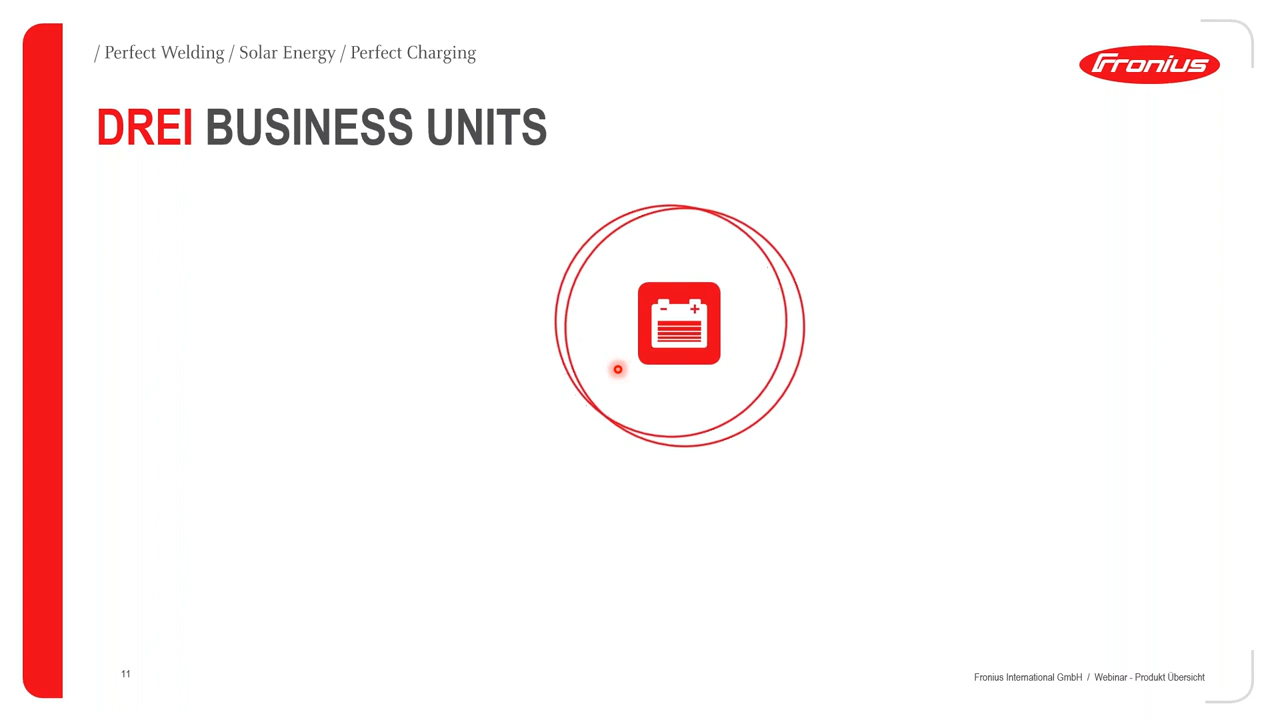 / Perfect Welding / Solar Energy / Perfect Charging
Fronius
DREI BUSINESS UNITS
- +
11
Fronius International GmbH / Webinar - Produkt Übersicht